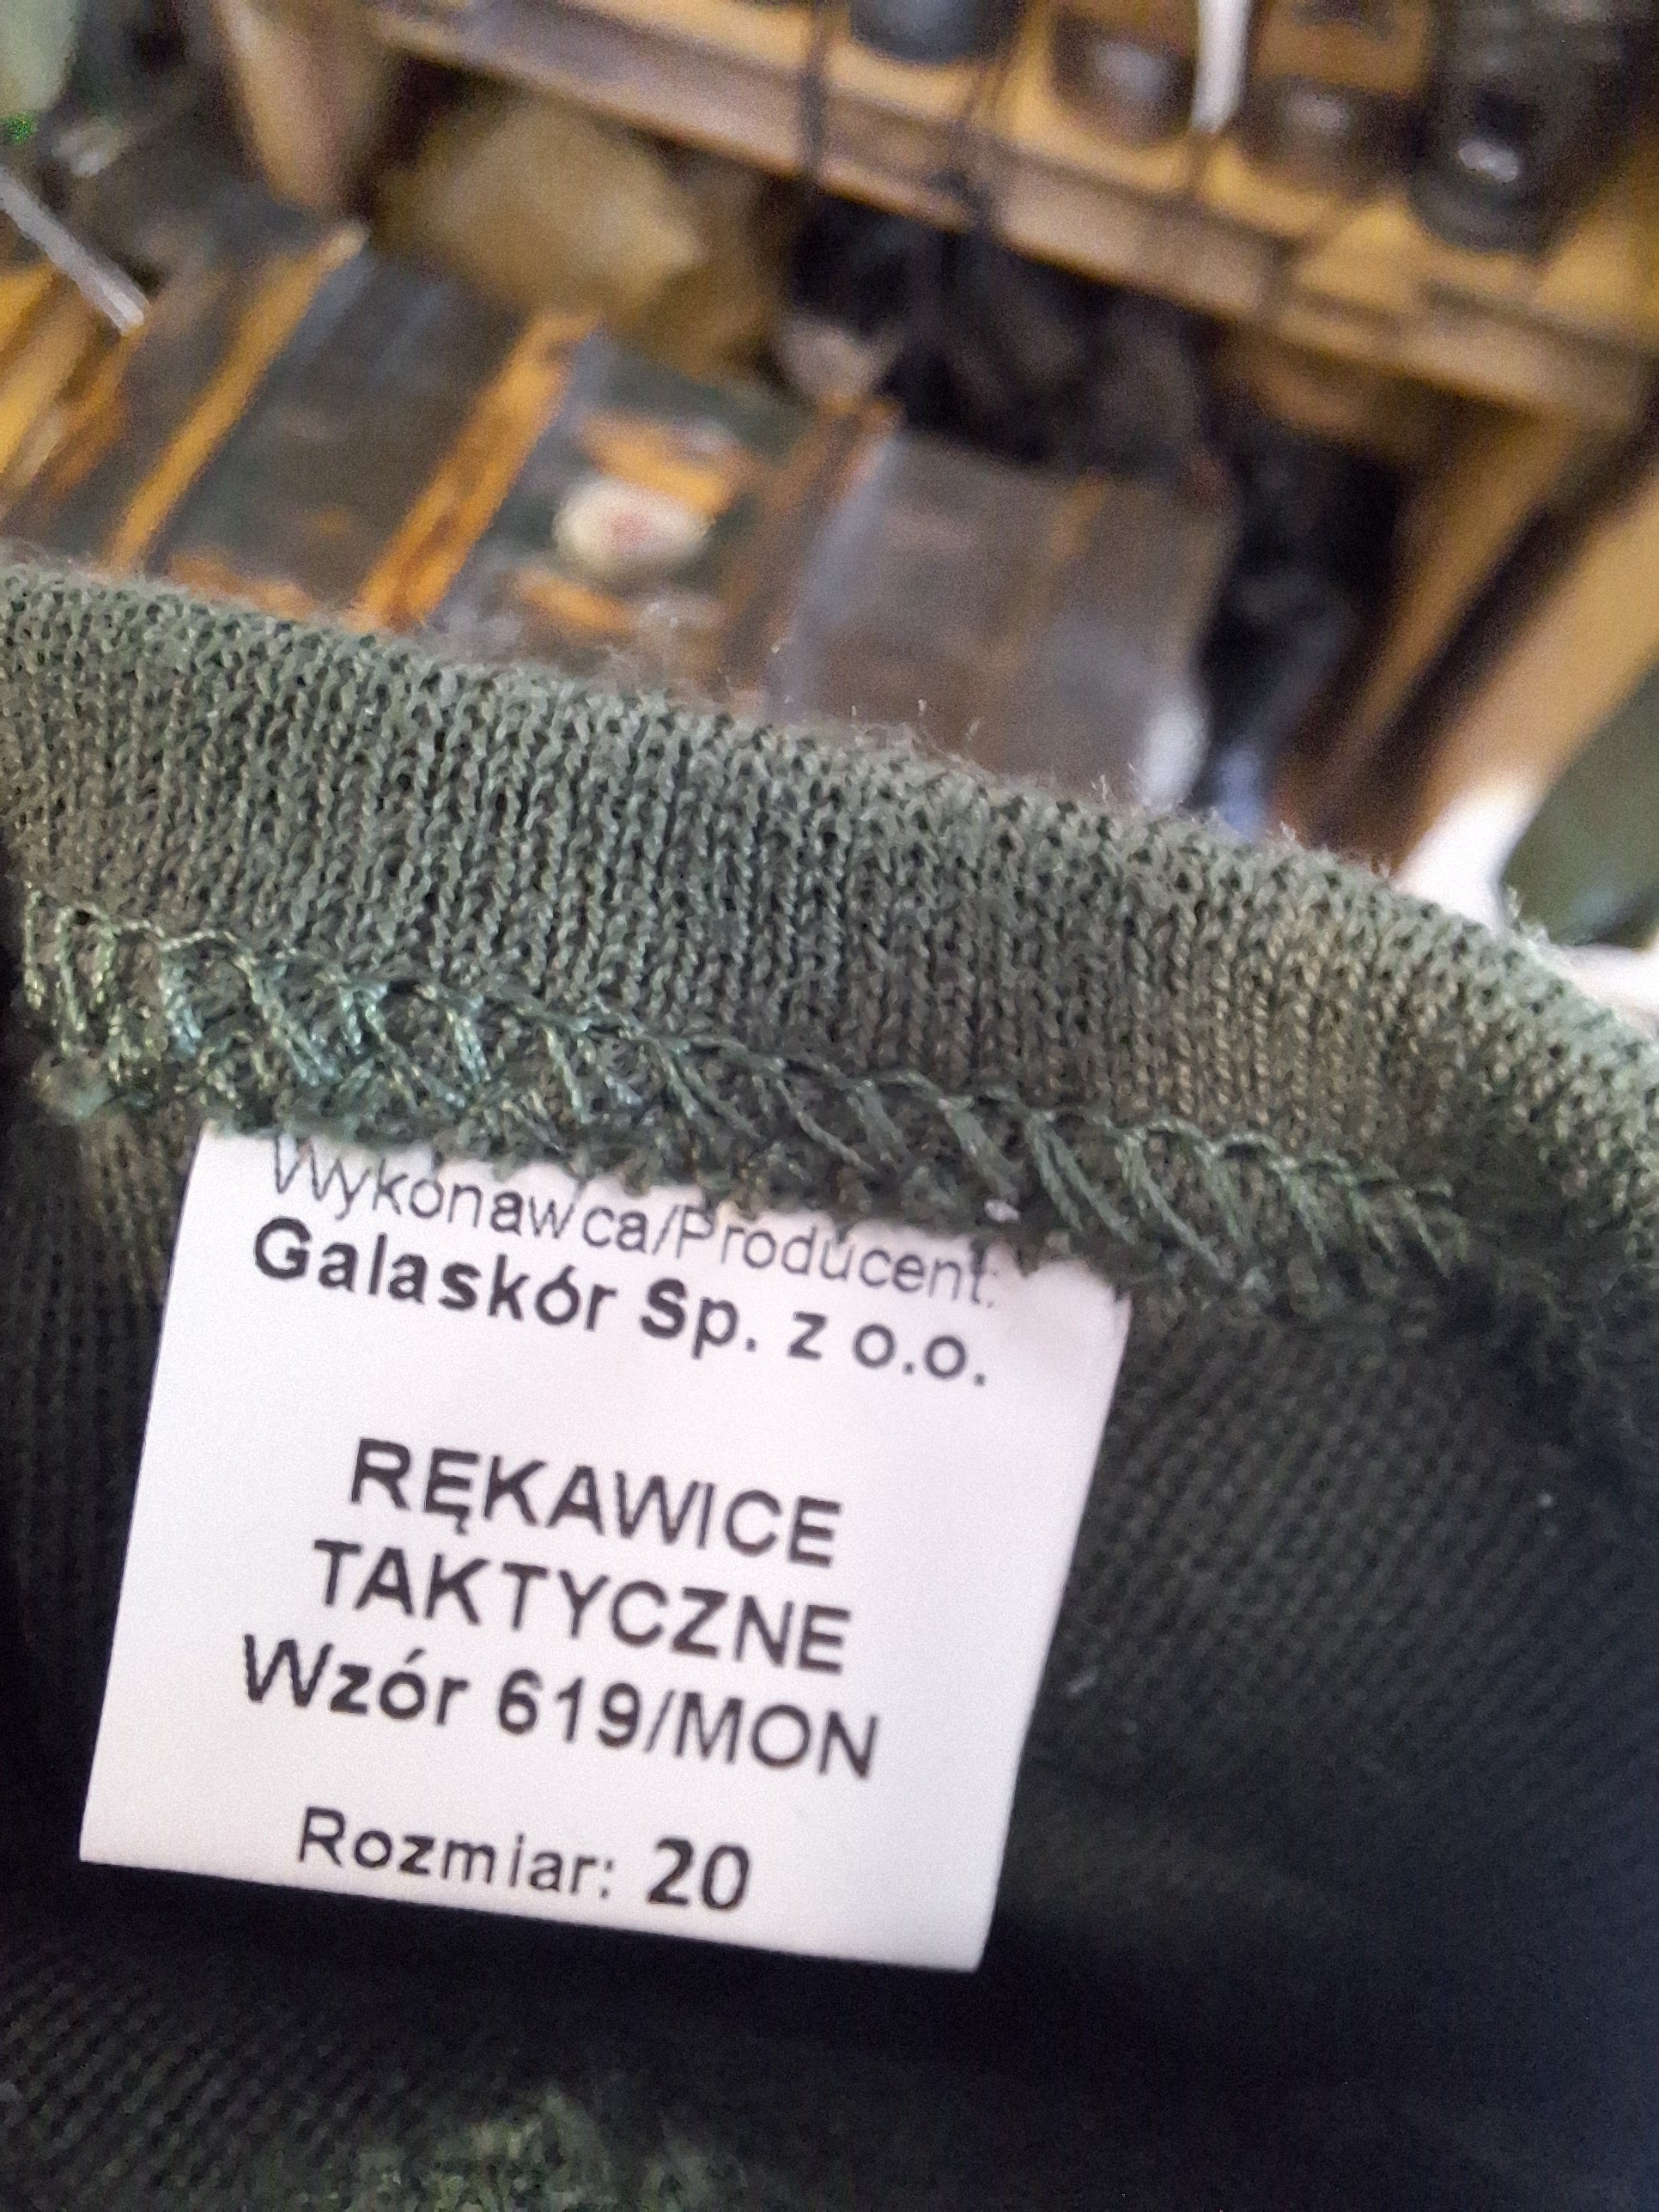 Wykonawca/Producent:
Galaskór Sp. z o.o.
RĘKAWICE
TAKTYCZNE
Wzór 619/MON
Rozmiar: 20